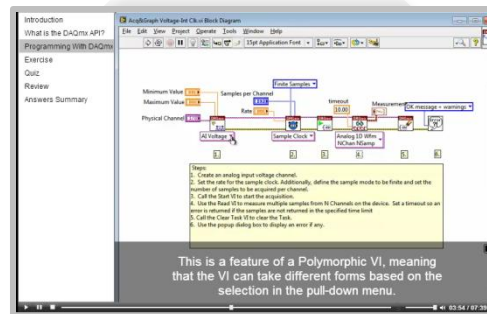 Introduction
What is the DAQmx API?
Programming With DAQmx
Exercise
Quiz
Review
Answers Summary
Acq&Graph Voltage-Int Clk.vi Block Diagram
File Edit View Project Operate Tools Window Help
15pt Application Font
Finite Samples
Minimum Value
Samples per Channel
Maximum Value
Rate
timeout
10.00
Measurement
OK message + warnings
Physical Channel
AI Voltage
Sample Clock
Analog 1D Wfm
NChan NSamp
1 2 3 4 5 6
Steps:
1. Create an analog input voltage channel.
2. Set the rate for the sample clock. Additionally, define the sample mode to be finite and set the
number of samples to be acquired per channel.
3. Call the Start VI to start the acquisition.
4. Use the Read VI to measure multiple samples from N Channels on the device. Set a timeout so an
error is returned if the samples are not returned in the specified time limit
5. Call the Clear Task VI to clear the Task.
6. Use the popup dialog box to display an error if any.
This is a feature of a Polymorphic VI, meaning
that the VI can take different forms based on the
selection in the pull-down menu.
03:54 / 07:39